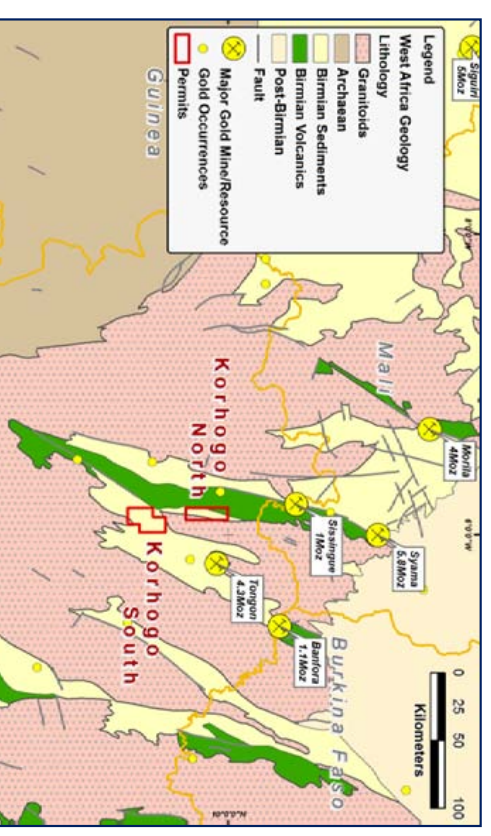 Siguiri
5Moz
Legend
West Africa Geology
Lithology
Granitoids
Archaean
Birmian Sediments
Birmian Volcanics
Post-Birmian
Fault
Major Gold Mine/Resource
Gold Occurrences
Permits
Guinea
8°0'0"W
Mali
Morila
4Moz
6°0'0"W
Syama
5.8Moz
Sissingue
1Moz
Korhogo
North
Tongon
4.3Moz
Banfora
1.1Moz
Korhogo
South
Burkina Faso
0 25 50 100
Kilometers
10°0'0"N